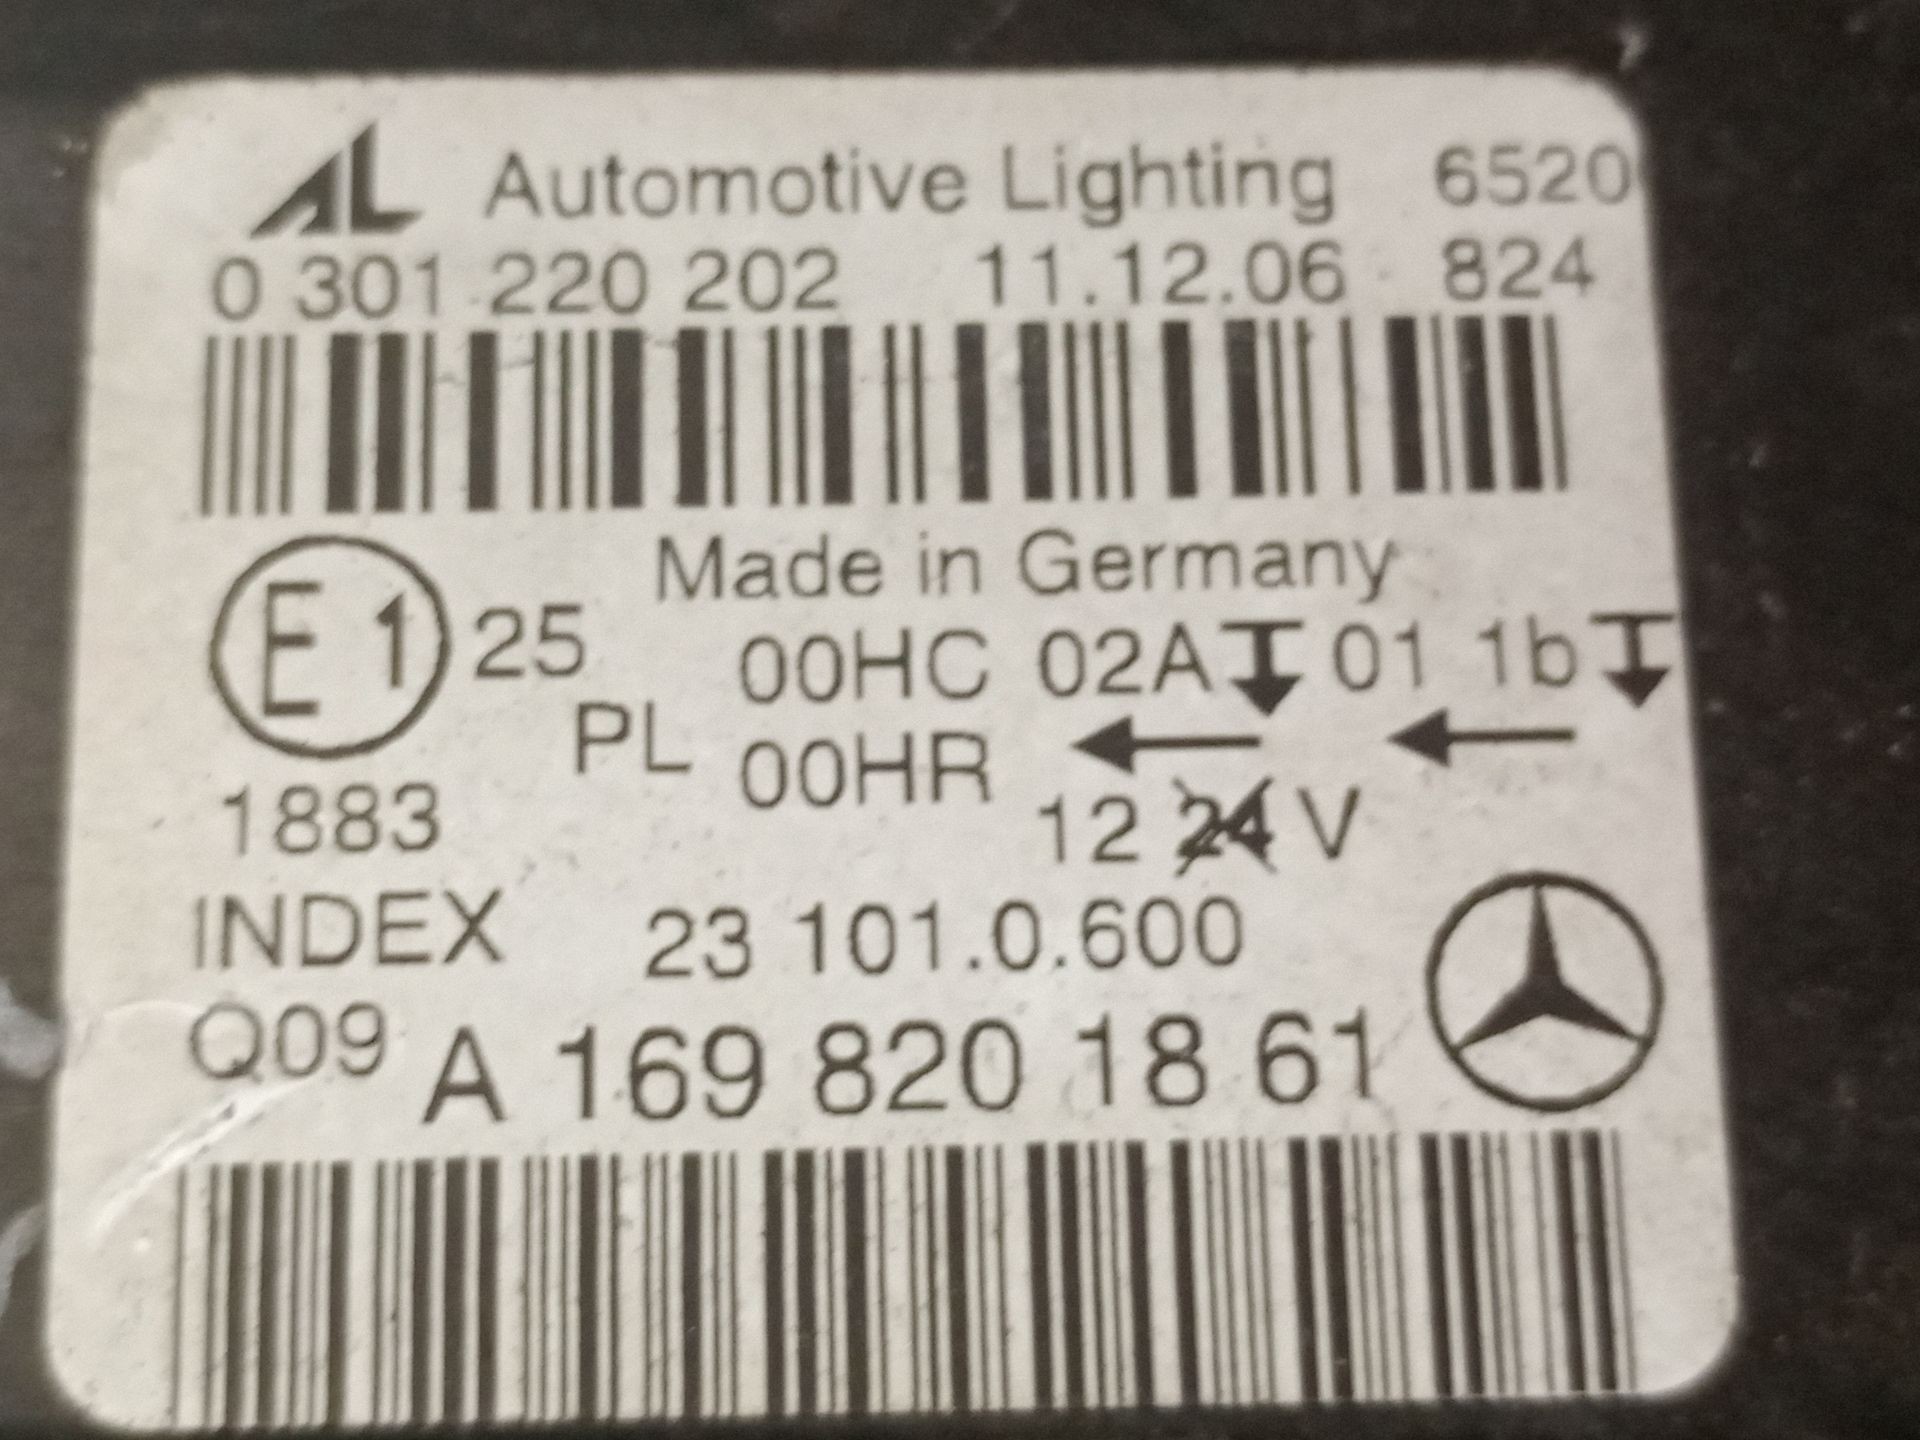 AL Automotive Lighting 6520
0 301 220 202 11.12.06 824
Made in Germany
E1 25 00HC 02A 01 1b
PL 00HR
1883 12 24 V
INDEX 23 101.0.600
Q09 A 169 820 18 61